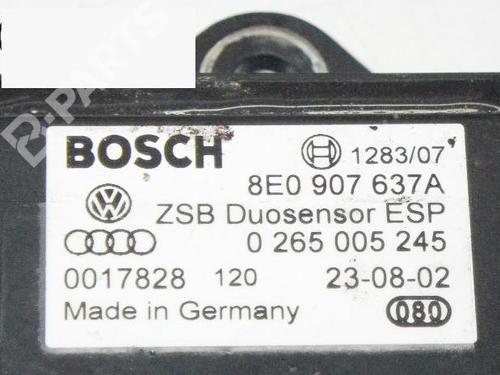 BOSCH 1283/07
8E0 907 637A
ZSB Duosensor ESP
0 265 005 245
0017828 120 23-08-02
Made in Germany 080
B-PARTS